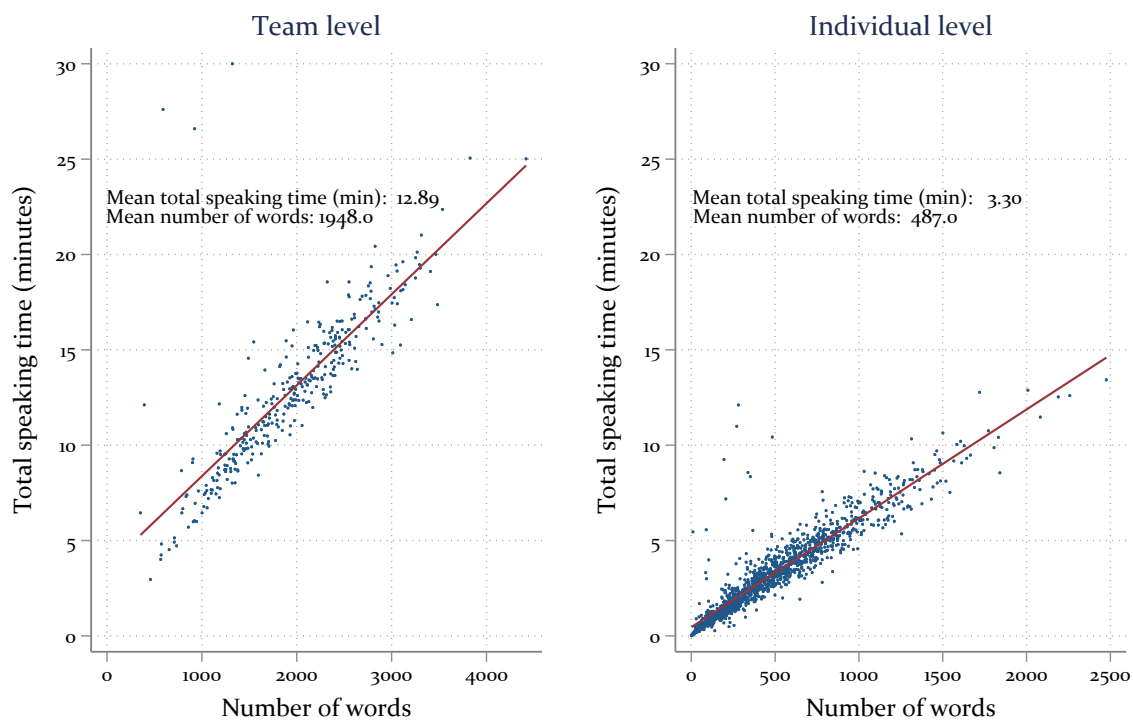 Team level
Total speaking time (minutes)
30
25
20
15
10
5
0
Mean total speaking time (min): 12.89
Mean number of words: 1948.0
0 1000 2000 3000 4000
Number of words
Individual level
Total speaking time (minutes)
30
25
20
15
10
5
0
Mean total speaking time (min): 3.30
Mean number of words: 487.0
0 500 1000 1500 2000 2500
Number of words